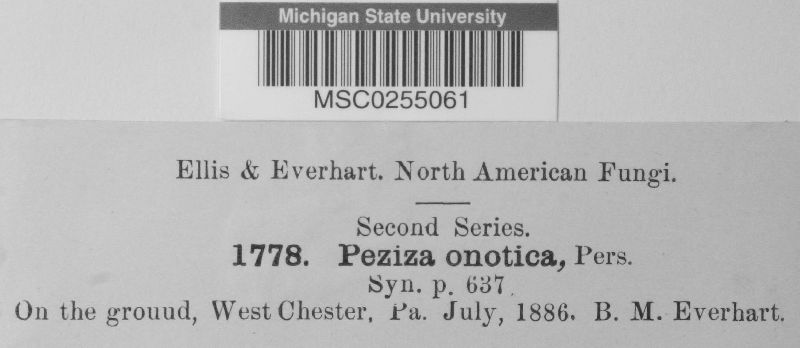 Michigan State University
MSC0255061
Ellis & Everhart. North American Fungi.
Second Series.
1778. Peziza onotica, Pers.
Syn. p. 637.
On the grouud, West Chester, Pa. July, 1886. B. M. Everhart.